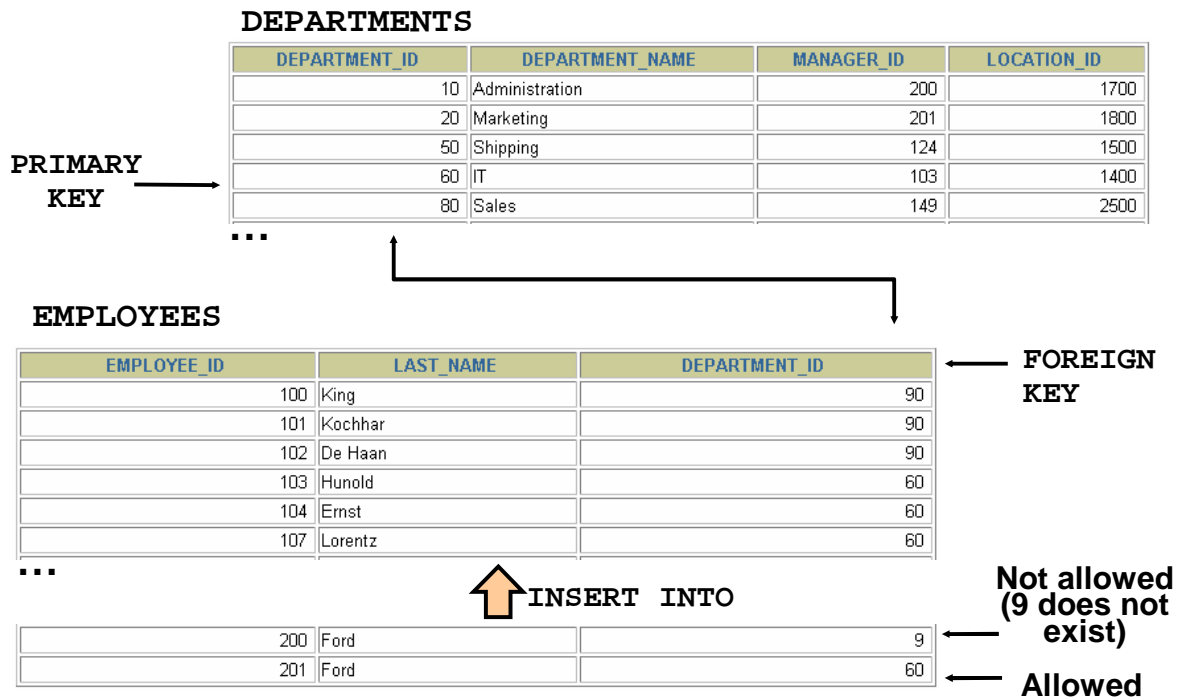 DEPARTMENTS
DEPARTMENT_ID DEPARTMENT_NAME MANAGER_ID LOCATION_ID
10 Administration 200 1700
20 Marketing 201 1800
50 Shipping 124 1500
60 IT 103 1400
80 Sales 149 2500
…
PRIMARY
KEY
EMPLOYEES
EMPLOYEE_ID LAST_NAME DEPARTMENT_ID
100 King 90
101 Kochhar 90
102 De Haan 90
103 Hunold 60
104 Ernst 60
107 Lorentz 60
…
FOREIGN
KEY
INSERT INTO
200 Ford 9
201 Ford 60
Not allowed
(9 does not
exist)
Allowed